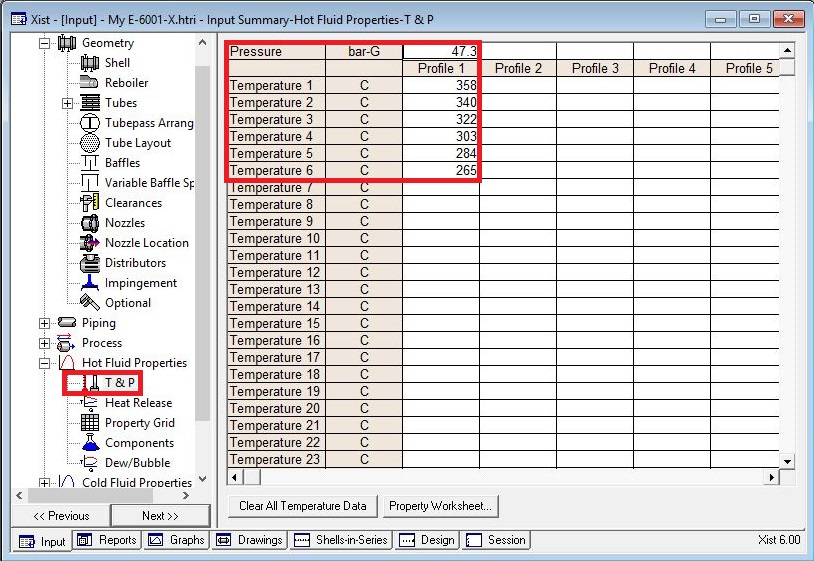 Xist - [Input] - My E-6001-X.htri - Input Summary-Hot Fluid Properties-T & P
Geometry
Shell
Reboiler
Tubes
Tubepass Arrang
Tube Layout
Baffles
Variable Baffle Sp
Clearances
Nozzles
Nozzle Location
Distributors
Impingement
Optional
Piping
Process
Hot Fluid Properties
T & P
Heat Release
Property Grid
Components
Dew/Bubble
Cold Fluid Properties
<< Previous Next >>
Pressure bar-G 47.3
Profile 1 Profile 2 Profile 3 Profile 4 Profile 5
Temperature 1 C 358
Temperature 2 C 340
Temperature 3 C 322
Temperature 4 C 303
Temperature 5 C 284
Temperature 6 C 265
Temperature 7 C
Temperature 8 C
Temperature 9 C
Temperature 10 C
Temperature 11 C
Temperature 12 C
Temperature 13 C
Temperature 14 C
Temperature 15 C
Temperature 16 C
Temperature 17 C
Temperature 18 C
Temperature 19 C
Temperature 20 C
Temperature 21 C
Temperature 22 C
Temperature 23 C
Clear All Temperature Data Property Worksheet...
Input Reports Graphs Drawings Shells-in-Series Design Session Xist 6.00